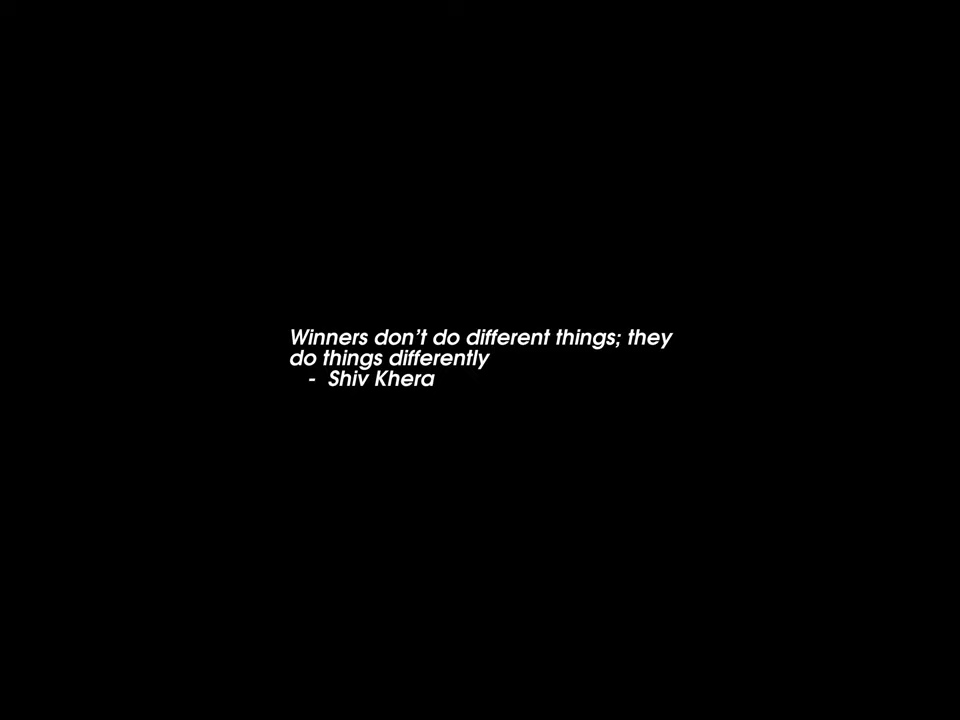 Winners don’t do different things; they
do things differently
- Shiv Khera